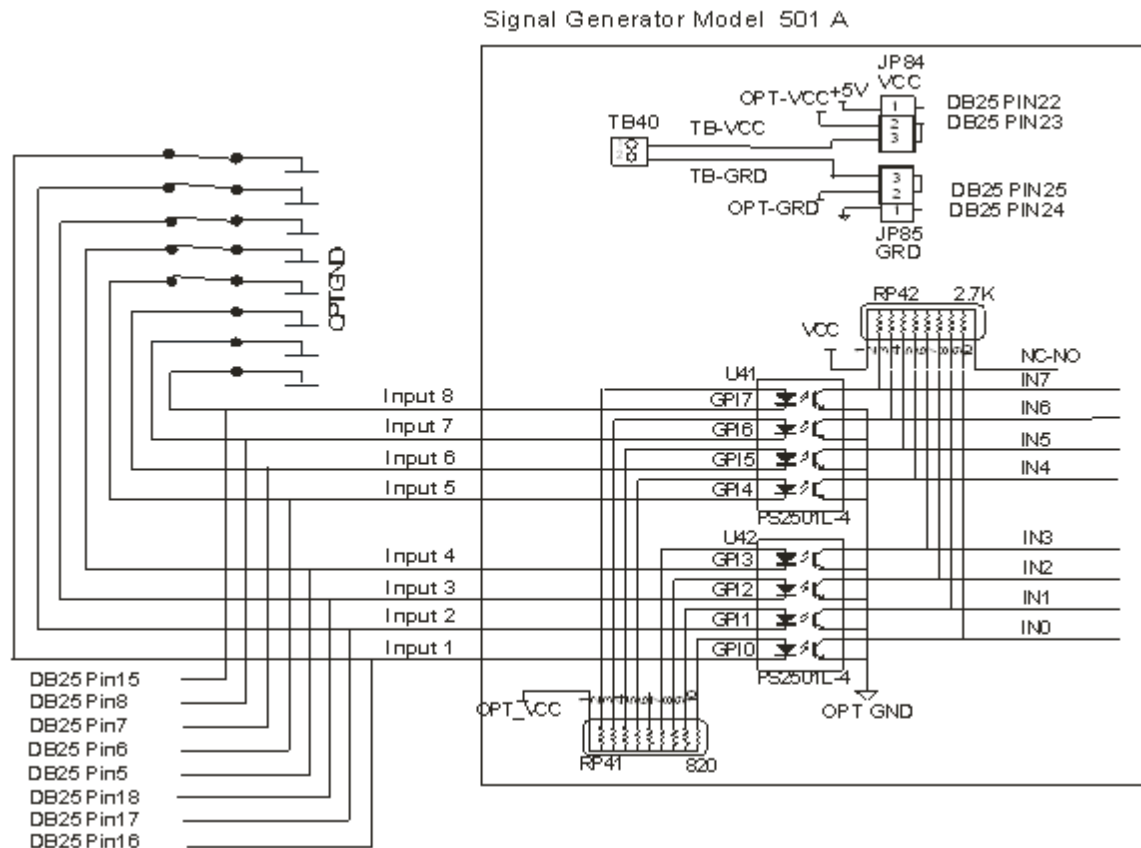 Signal Generator Model 501 A
JP84
VCC
OPT-VCC
+5V
1
2
3
DB25 PIN22
DB25 PIN23
TB40
1
2
TB-VCC
TB-GRD
OPT-GRD
3
2
1
DB25 PIN25
DB25 PIN24
JP85
GRD
OPTGND
RP42
2.7K
VCC
NC-NO
U41
Input 8
GPI7
IN7
Input 7
GPI6
IN6
Input 6
GPI5
IN5
Input 5
GPI4
IN4
PS2501L-4
U42
Input 4
GPI3
IN3
Input 3
GPI2
IN2
Input 2
GPI1
IN1
Input 1
GPI0
IN0
PS2501L-4
OPT_VCC
OPT GND
RP41
820
DB25 Pin15
DB25 Pin8
DB25 Pin7
DB25 Pin6
DB25 Pin5
DB25 Pin18
DB25 Pin17
DB25 Pin16